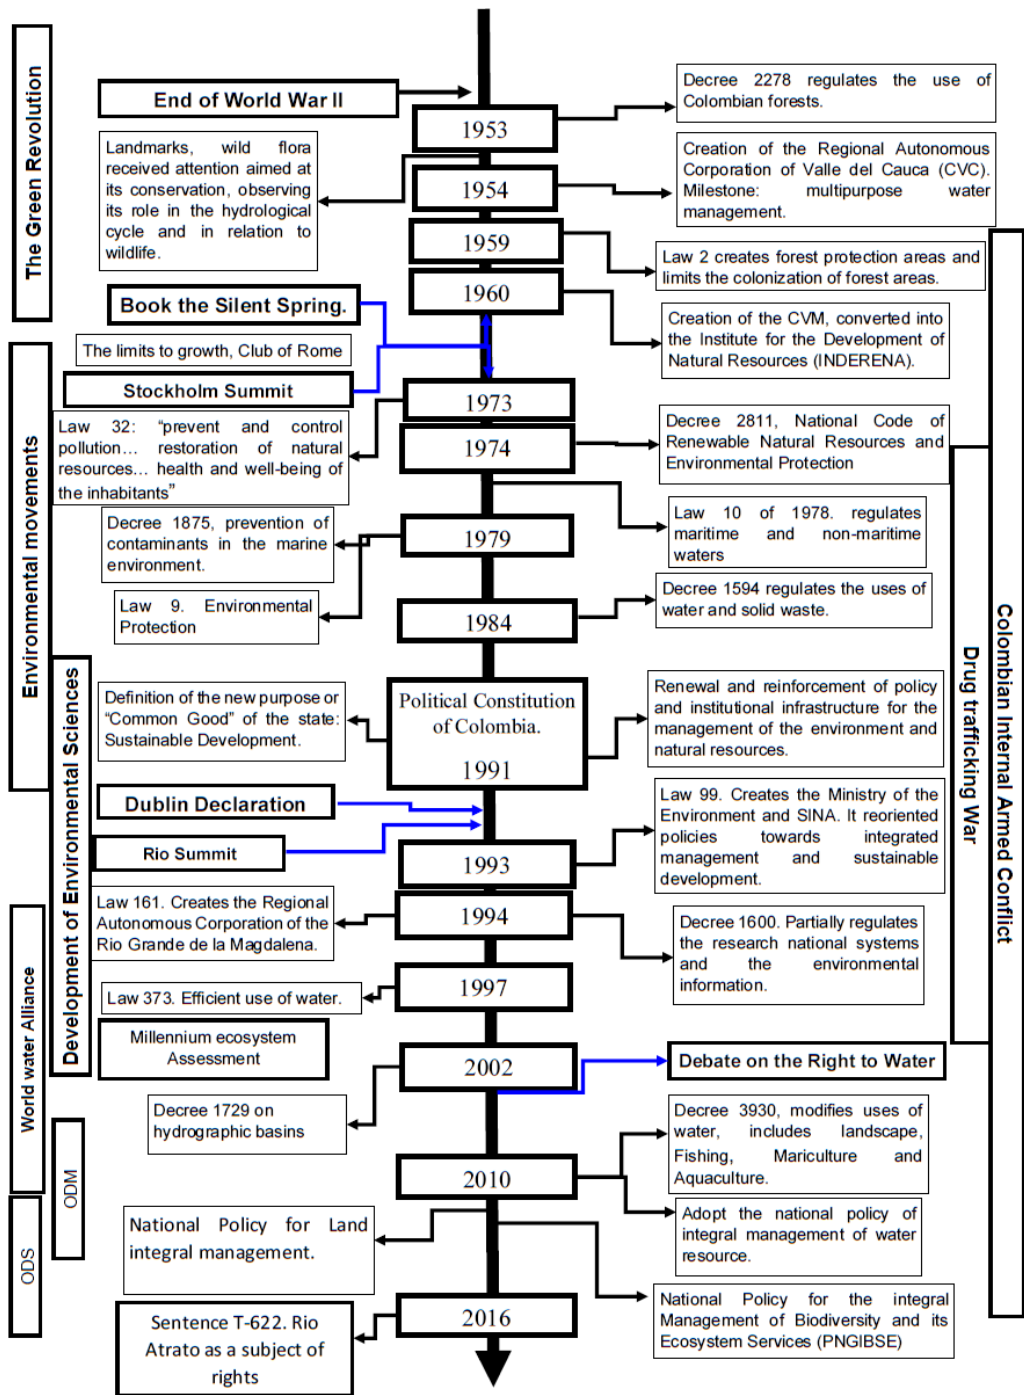 The Green Revolution
End of World War II
1953
Decree 2278 regulates the use of
Colombian forests.
Landmarks, wild flora
received attention aimed at
its conservation, observing
its role in the hydrological
cycle and in relation to
wildlife.
1954
Creation of the Regional Autonomous
Corporation of Valle del Cauca (CVC).
Milestone: multipurpose water
management.
1959
Law 2 creates forest protection areas and
limits the colonization of forest areas.
1960
Book the Silent Spring.
Creation of the CVM, converted into
the Institute for the Development of
Natural Resources (INDERENA).
The limits to growth, Club of Rome
Stockholm Summit
Environmental movements
1973
Law 32: “prevent and control
pollution… restoration of natural
resources… health and well-being of
the inhabitants”
1974
Decree 2811, National Code of
Renewable Natural Resources and
Environmental Protection
Law 10 of 1978. regulates
maritime and non-maritime
waters
Decree 1875, prevention of
contaminants in the marine
environment.
1979
Law 9. Environmental
Protection
1984
Decree 1594 regulates the uses of
water and solid waste.
Colombian Internal Armed Conflict
Drug trafficking War
Development of Environmental Sciences
Definition of the new purpose or
“Common Good” of the state:
Sustainable Development.
Political Constitution
of Colombia.
1991
Renewal and reinforcement of policy
and institutional infrastructure for the
management of the environment and
natural resources.
Dublin Declaration
Rio Summit
1993
Law 99. Creates the Ministry of the
Environment and SINA. It reoriented
policies towards integrated
management and sustainable
development.
Law 161. Creates the Regional
Autonomous Corporation of the
Rio Grande de la Magdalena.
1994
Decree 1600. Partially regulates
the research national systems
and the environmental
information.
World water Alliance
Law 373. Efficient use of water.
1997
Millennium ecosystem
Assessment
2002
Debate on the Right to Water
Decree 1729 on
hydrographic basins
ODM
2010
Decree 3930, modifies uses of
water, includes landscape,
Fishing, Mariculture and
Aquaculture.
Adopt the national policy of
integral management of water
resource.
ODS
National Policy for Land
integral management.
National Policy for the integral
Management of Biodiversity and its
Ecosystem Services (PNGIBSE)
2016
Sentence T-622. Rio
Atrato as a subject of
rights